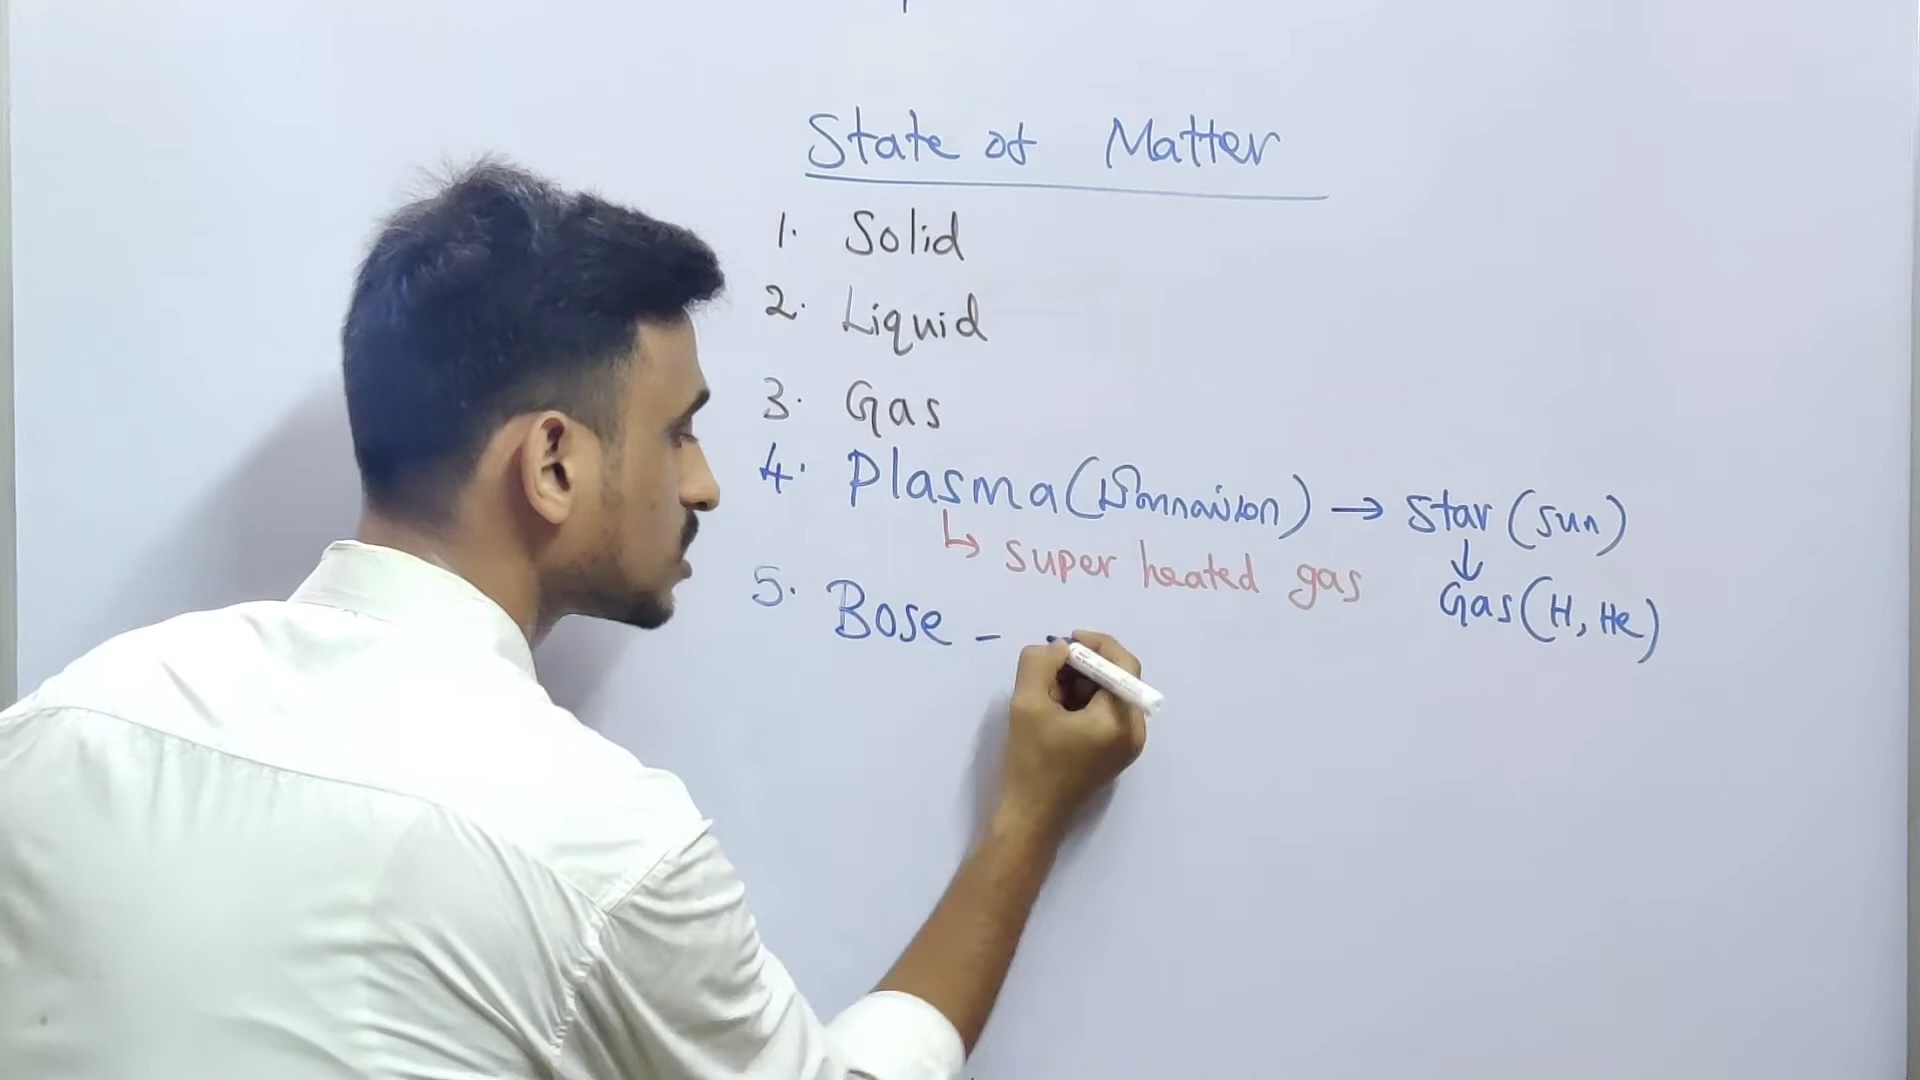 State of Matter
1. Solid
2. Liquid
3. Gas
4. Plasma ( ) → Star (Sun)
↳ super heated gas ↓ Gas (H, He)
5. Bose -